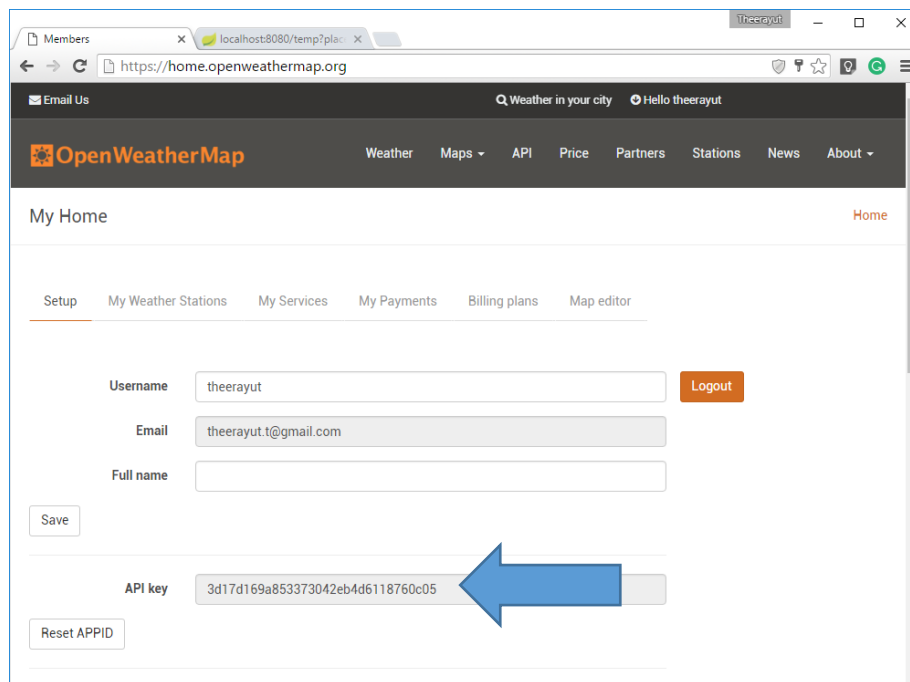 Theerayut
Members
localhost:8080/temp?plac
https://home.openweathermap.org
Email Us Weather in your city Hello theerayut
OpenWeatherMap Weather Maps API Price Partners Stations News About
My Home Home
Setup My Weather Stations My Services My Payments Billing plans Map editor
Username theerayut Logout
Email theerayut.t@gmail.com
Full name
Save
API key 3d17d169a853373042eb4d6118760c05
Reset APPID